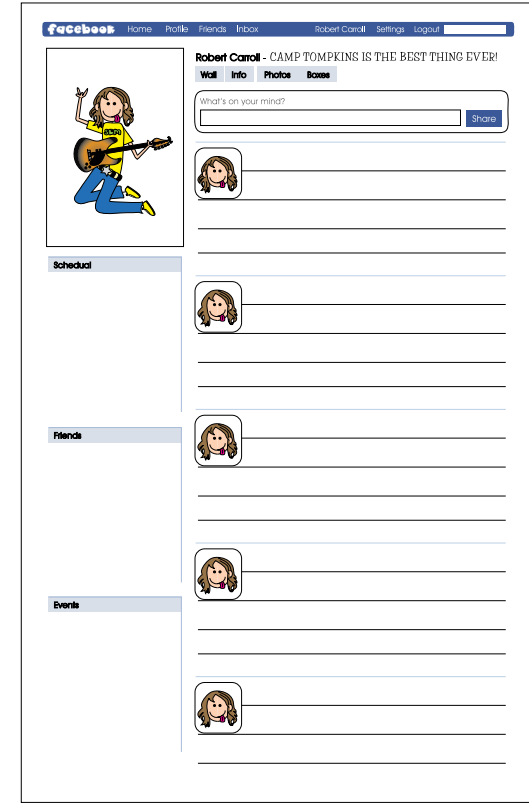 facebook Home Profile Friends Inbox Robert Carroll Settings Logout
Robert Carroll - CAMP TOMPKINS IS THE BEST THING EVER!
Wall Info Photos Boxes
What's on your mind?
Share
Schedual
Friends
Events